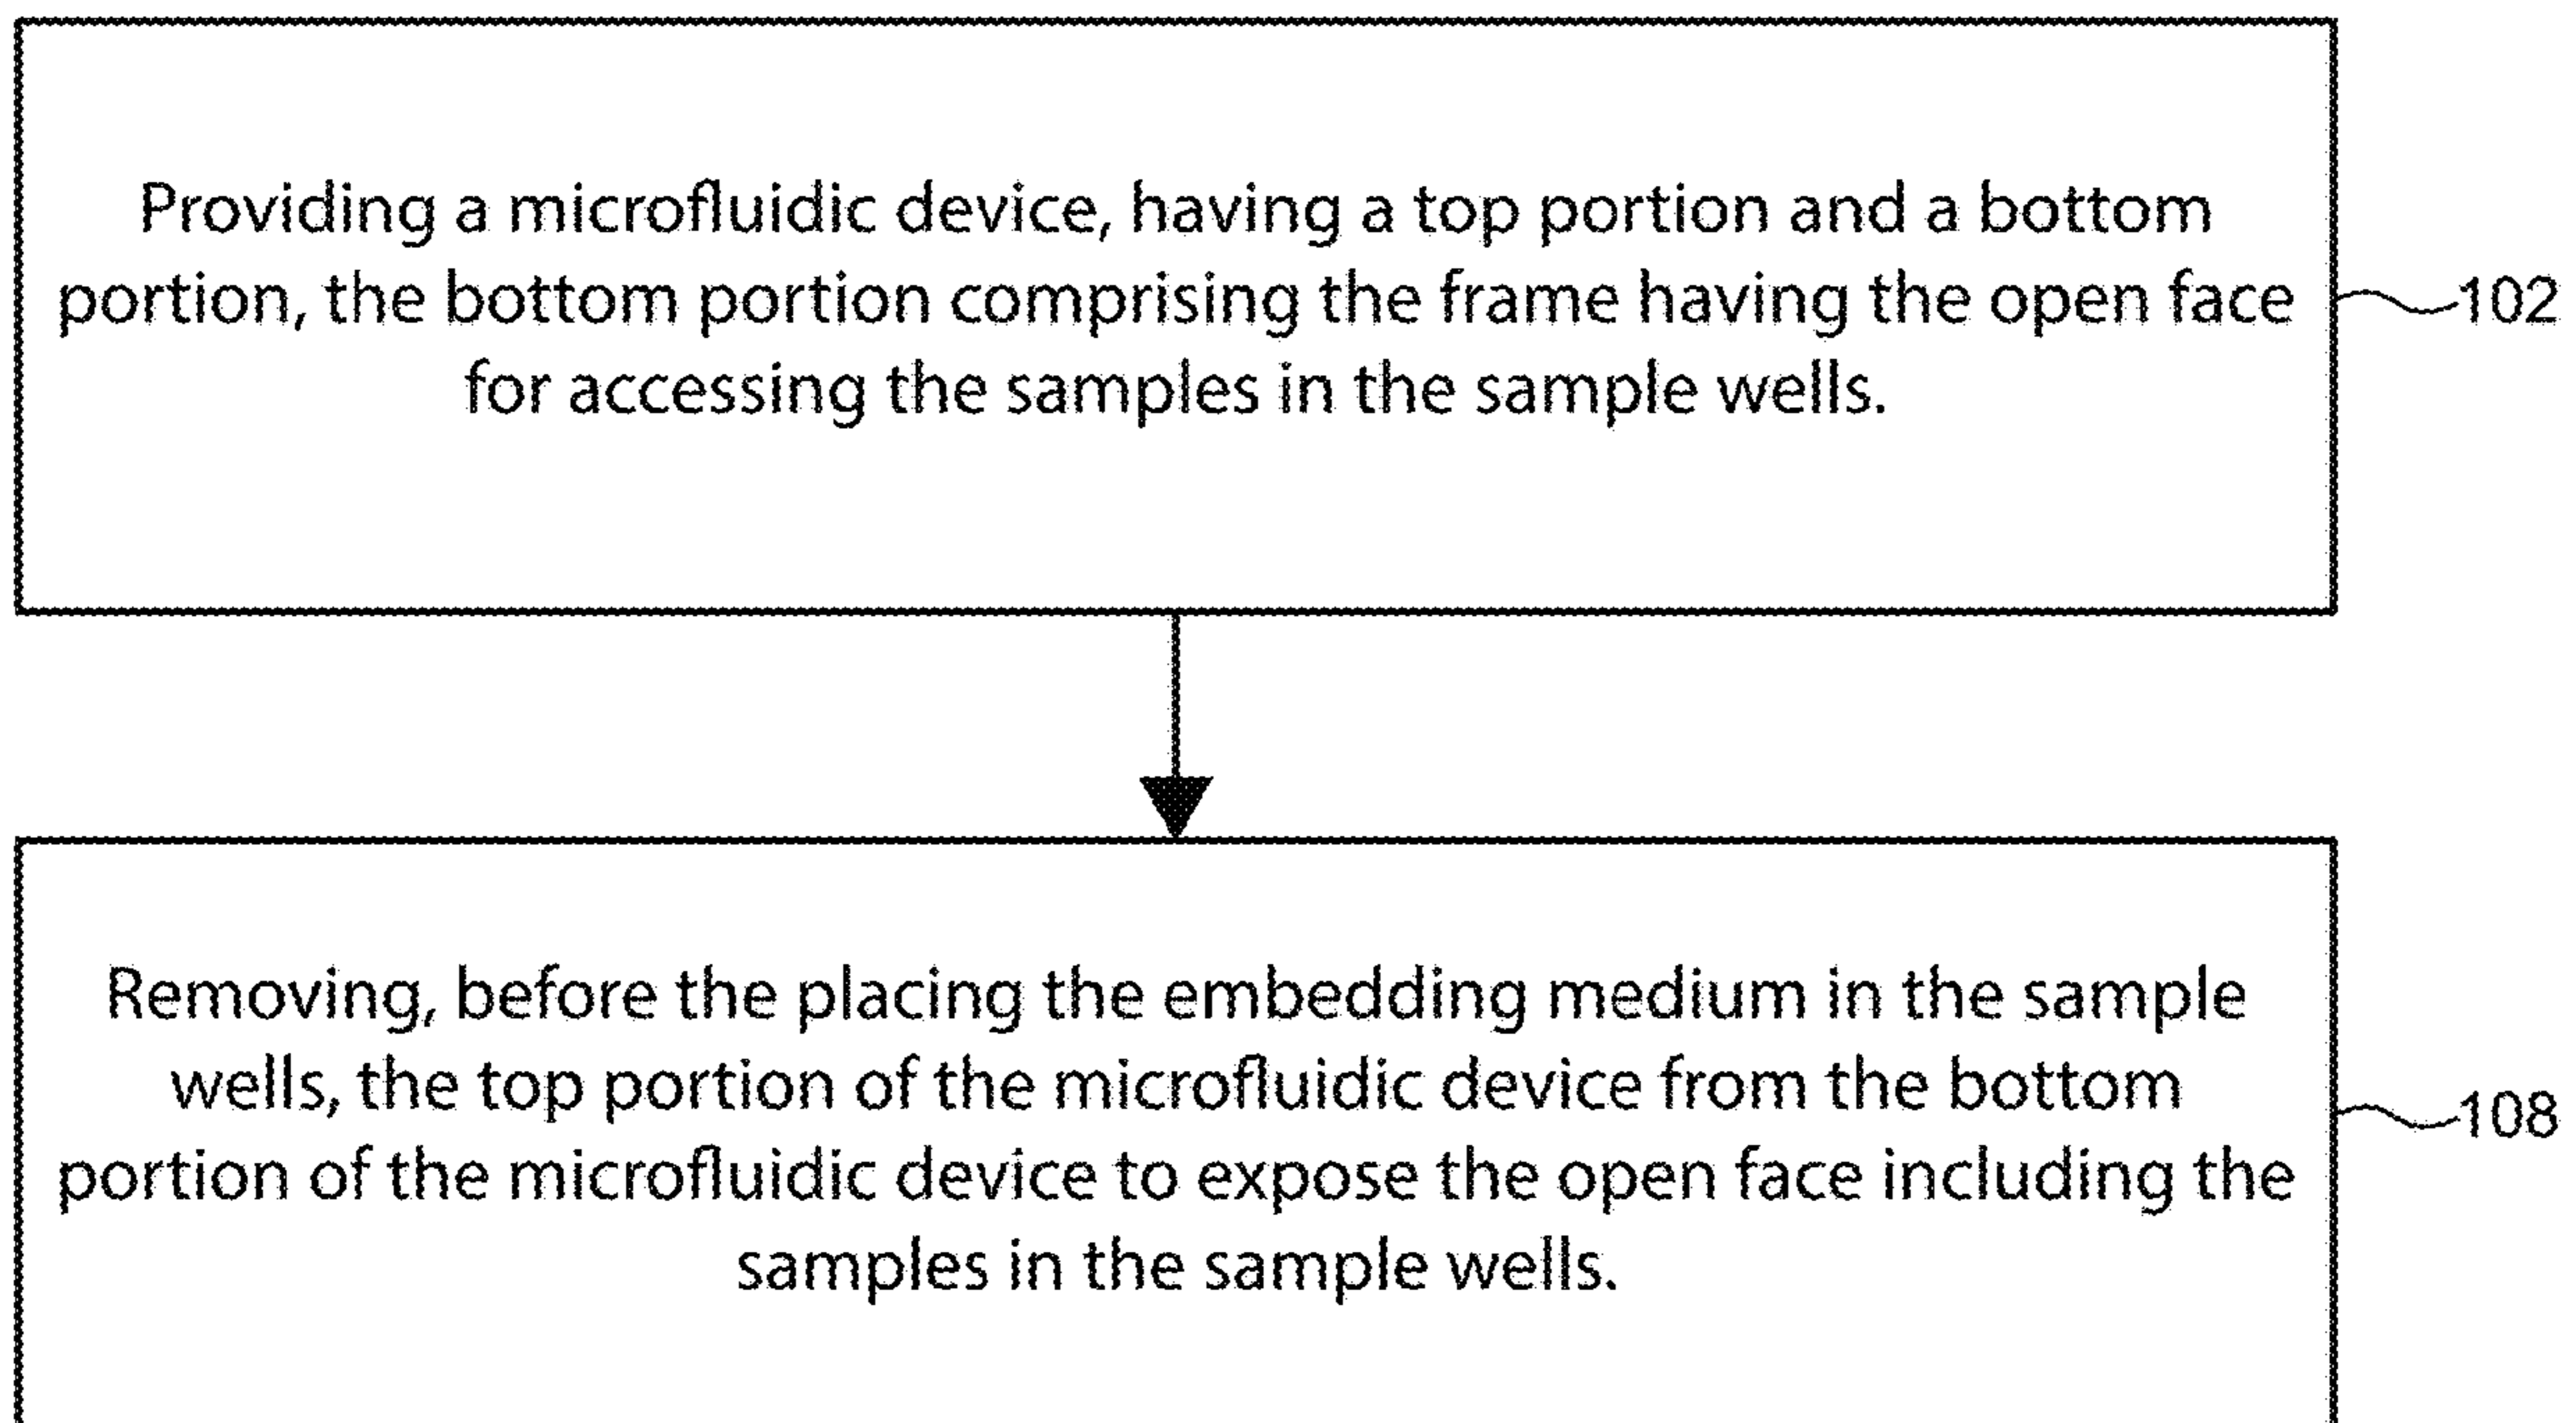 Providing a microfluidic device, having a top portion and a bottom
portion, the bottom portion comprising the frame having the open face
for accessing the samples in the sample wells.
102
Removing, before the placing the embedding medium in the sample
wells, the top portion of the microfluidic device from the bottom
portion of the microfluidic device to expose the open face including the
samples in the sample wells.
108